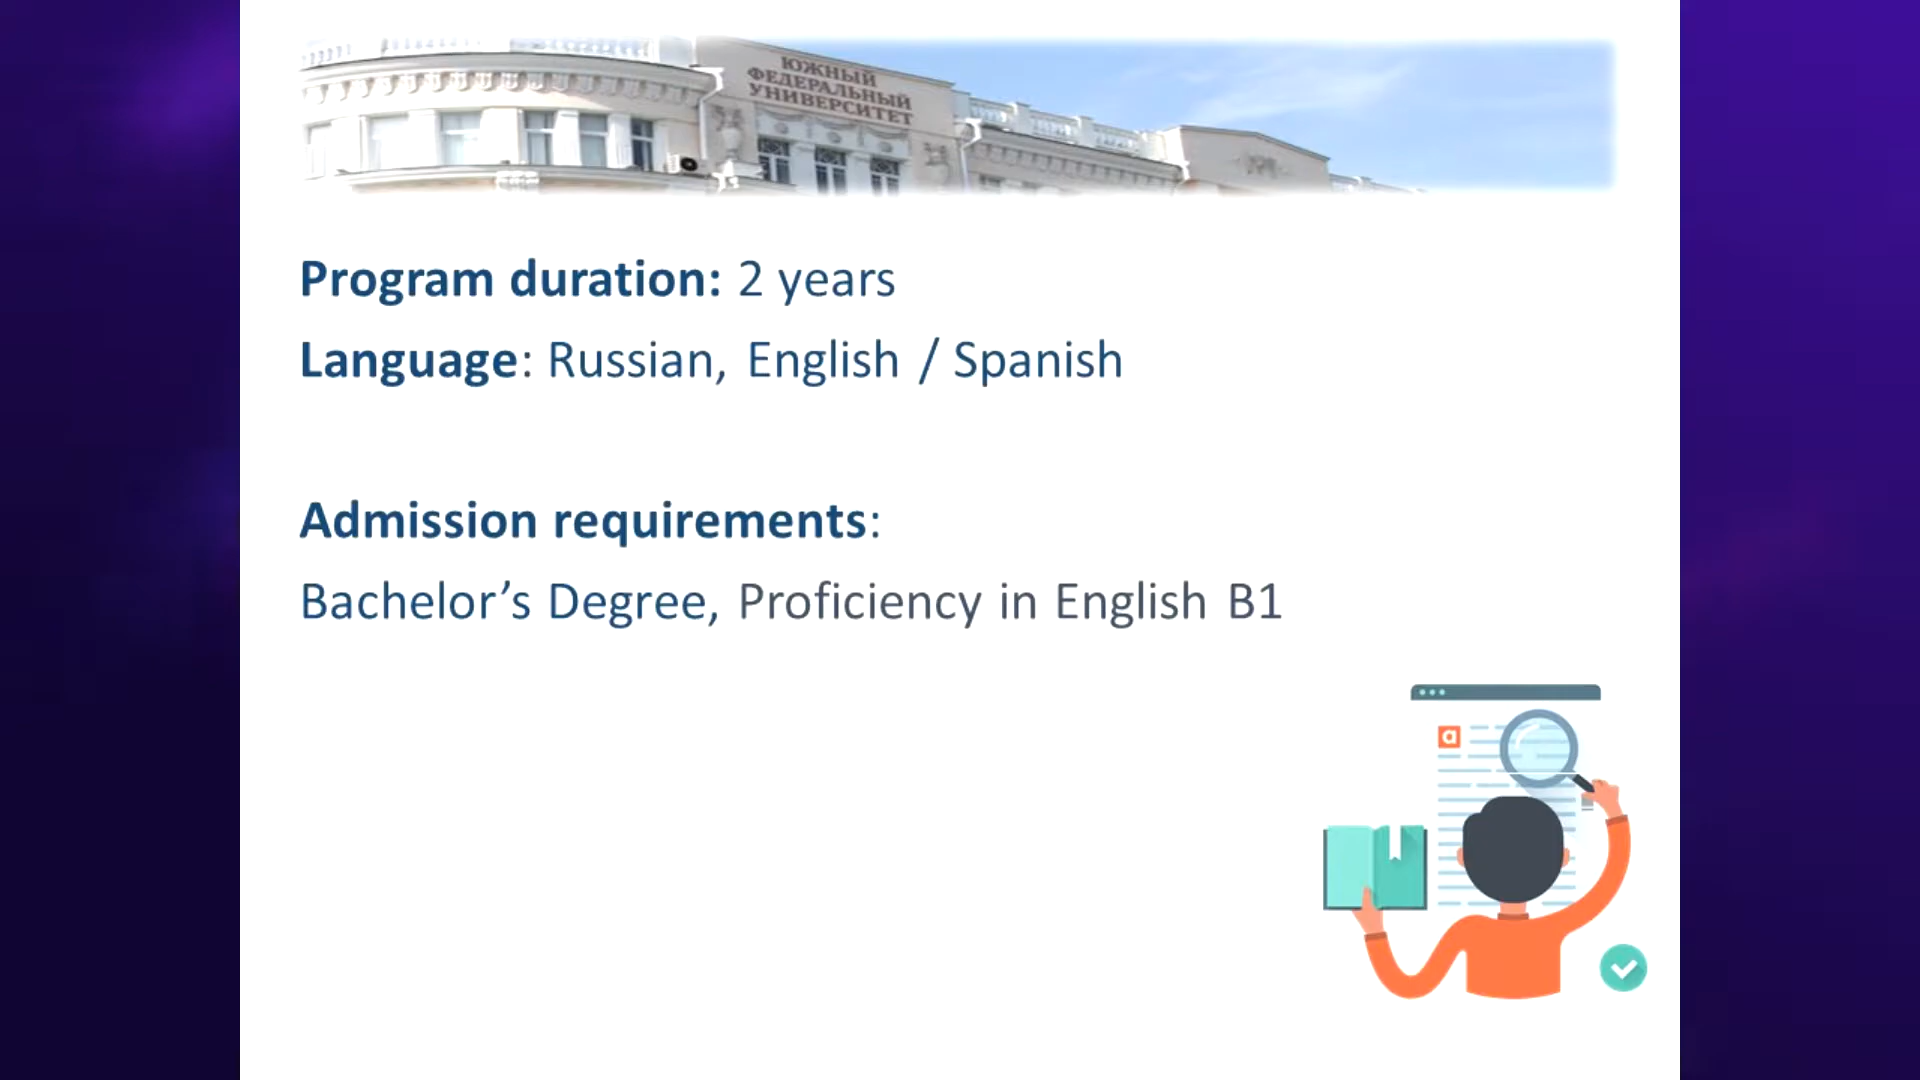 ЮЖНЫЙ
ФЕДЕРАЛЬНЫЙ
УНИВЕРСИТЕТ
Program duration: 2 years
Language: Russian, English / Spanish
Admission requirements:
Bachelor’s Degree, Proficiency in English B1
a